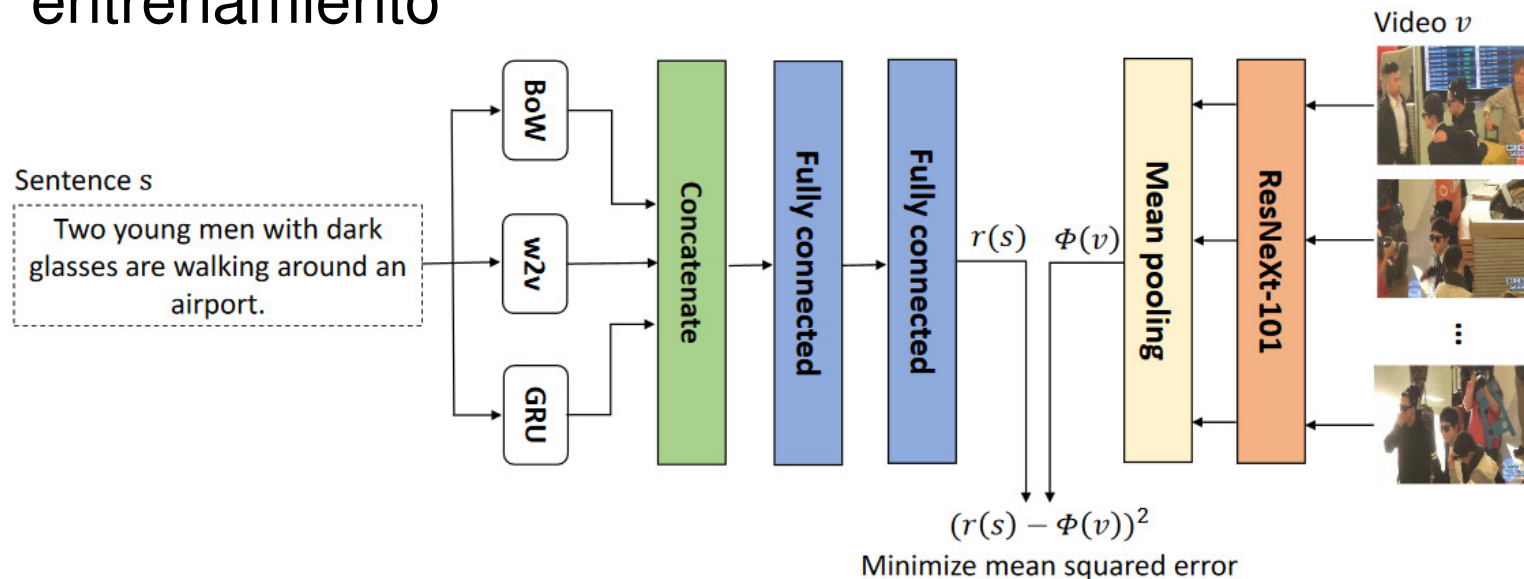 entrenamiento
Video v
Sentence s
Two young men with dark
glasses are walking around an
airport.
BoW
w2v
GRU
Concatenate
Fully connected
Fully connected
r(s)
Φ(v)
Mean pooling
ResNeXt-101
...
(r(s) − Φ(v))²
Minimize mean squared error